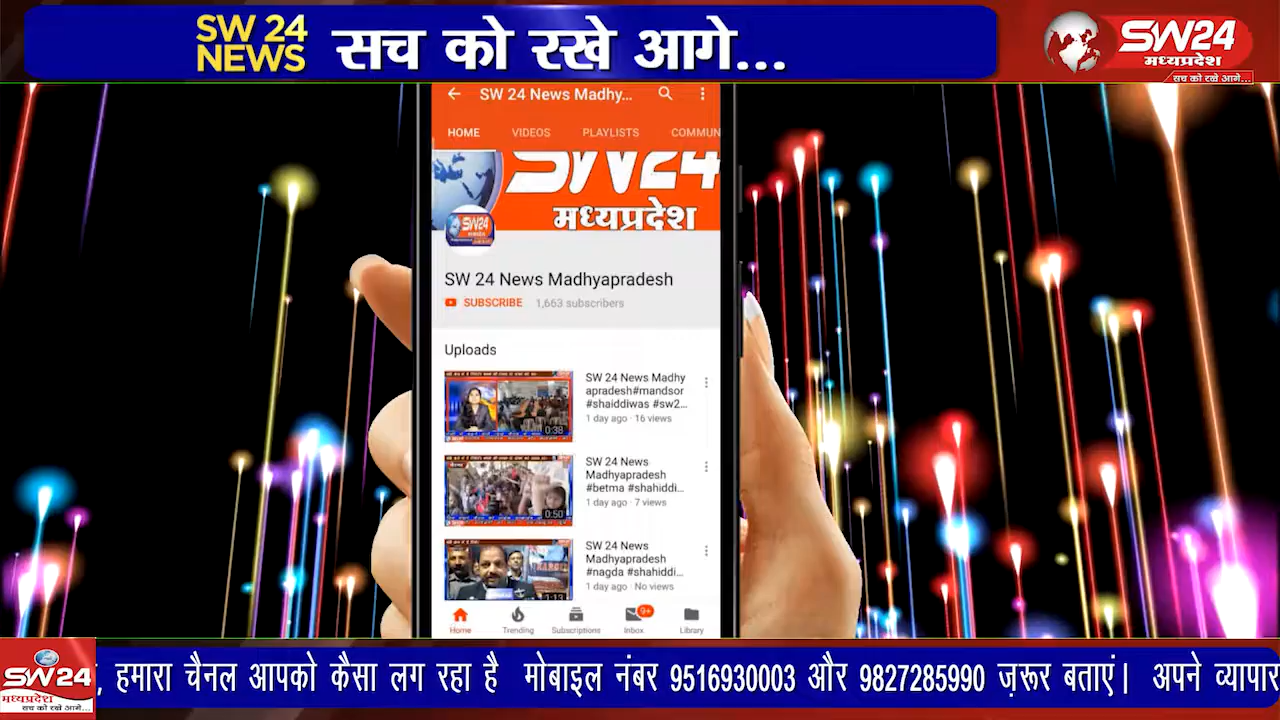 SW 24
NEWS
सच को रखे आगे...
SW24
मध्यप्रदेश
सच को रखे आगे...
SW 24 News Madhy...
HOME VIDEOS PLAYLISTS COMMUN
SW24
मध्यप्रदेश
SW24
SW 24 News Madhyapradesh
SUBSCRIBE 1,663 subscribers
Uploads
SW 24 News Madhy
apradesh#mandsor
#shaiddiwas #sw2...
1 day ago · 16 views
0:38
SW 24 News
Madhyapradesh
#betma #shahiddi...
1 day ago · 7 views
0:50
SW 24 News
Madhyapradesh
#nagda #shahiddi...
1 day ago · No views
1:13
9+
Home Trending Subscriptions Inbox Library
SW24
मध्यप्रदेश
सच को रखे आगे...
, हमारा चैनल आपको कैसा लग रहा है मोबाइल नंबर 9516930003 और 9827285990 ज़रूर बताएं। अपने व्यापार